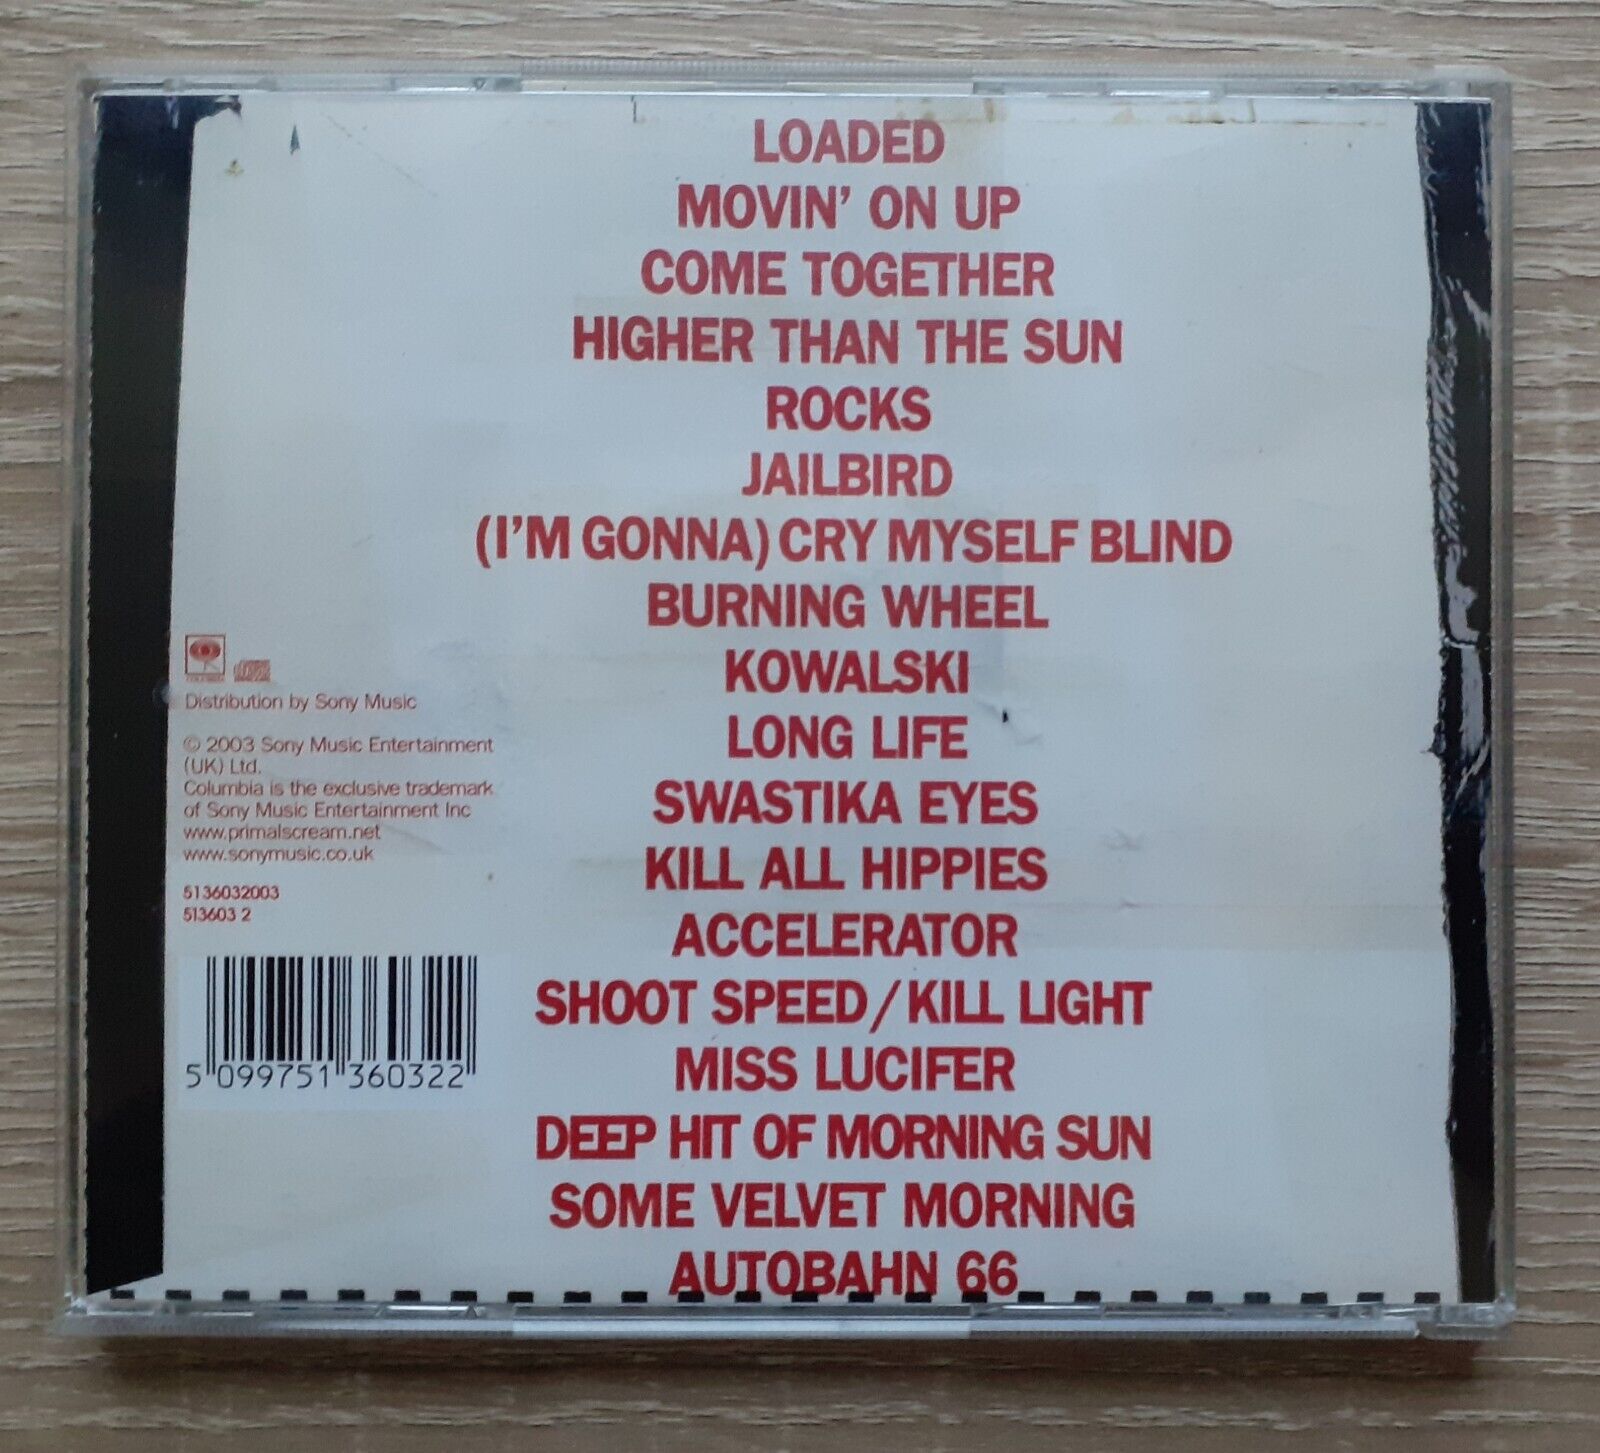 LOADED
MOVIN' ON UP
COME TOGETHER
HIGHER THAN THE SUN
ROCKS
JAILBIRD
(I'M GONNA) CRY MYSELF BLIND
BURNING WHEEL
KOWALSKI
LONG LIFE
SWASTIKA EYES
KILL ALL HIPPIES
ACCELERATOR
SHOOT SPEED/KILL LIGHT
MISS LUCIFER
DEEP HIT OF MORNING SUN
SOME VELVET MORNING
AUTOBAHN 66
COLUMBIA
Distribution by Sony Music
© 2003 Sony Music Entertainment
(UK) Ltd.
Columbia is the exclusive trademark
of Sony Music Entertainment Inc
www.primalscream.net
www.sonymusic.co.uk
5136032003
513603 2
5 099751 360322